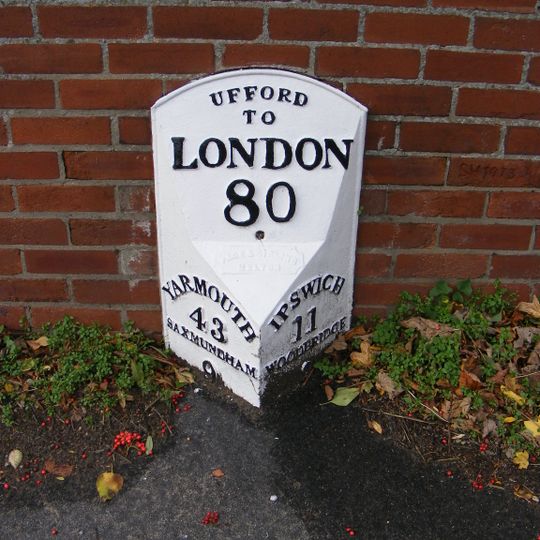 UFFORD
TO
LONDON
80
YARMOUTH
43
SAXMUNDHAM
9
IPSWICH
11
WOODBRIDGE